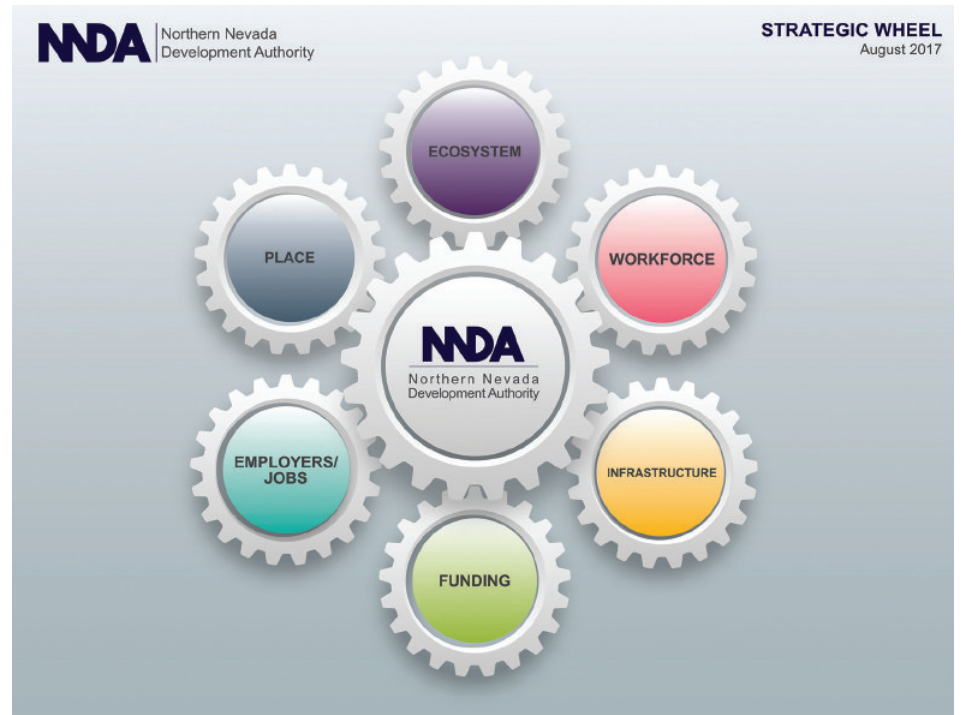 NNDA
Northern Nevada
Development Authority
STRATEGIC WHEEL
August 2017
ECOSYSTEM
PLACE
WORKFORCE
NNDA
Northern Nevada
Development Authority
EMPLOYERS/
JOBS
INFRASTRUCTURE
FUNDING